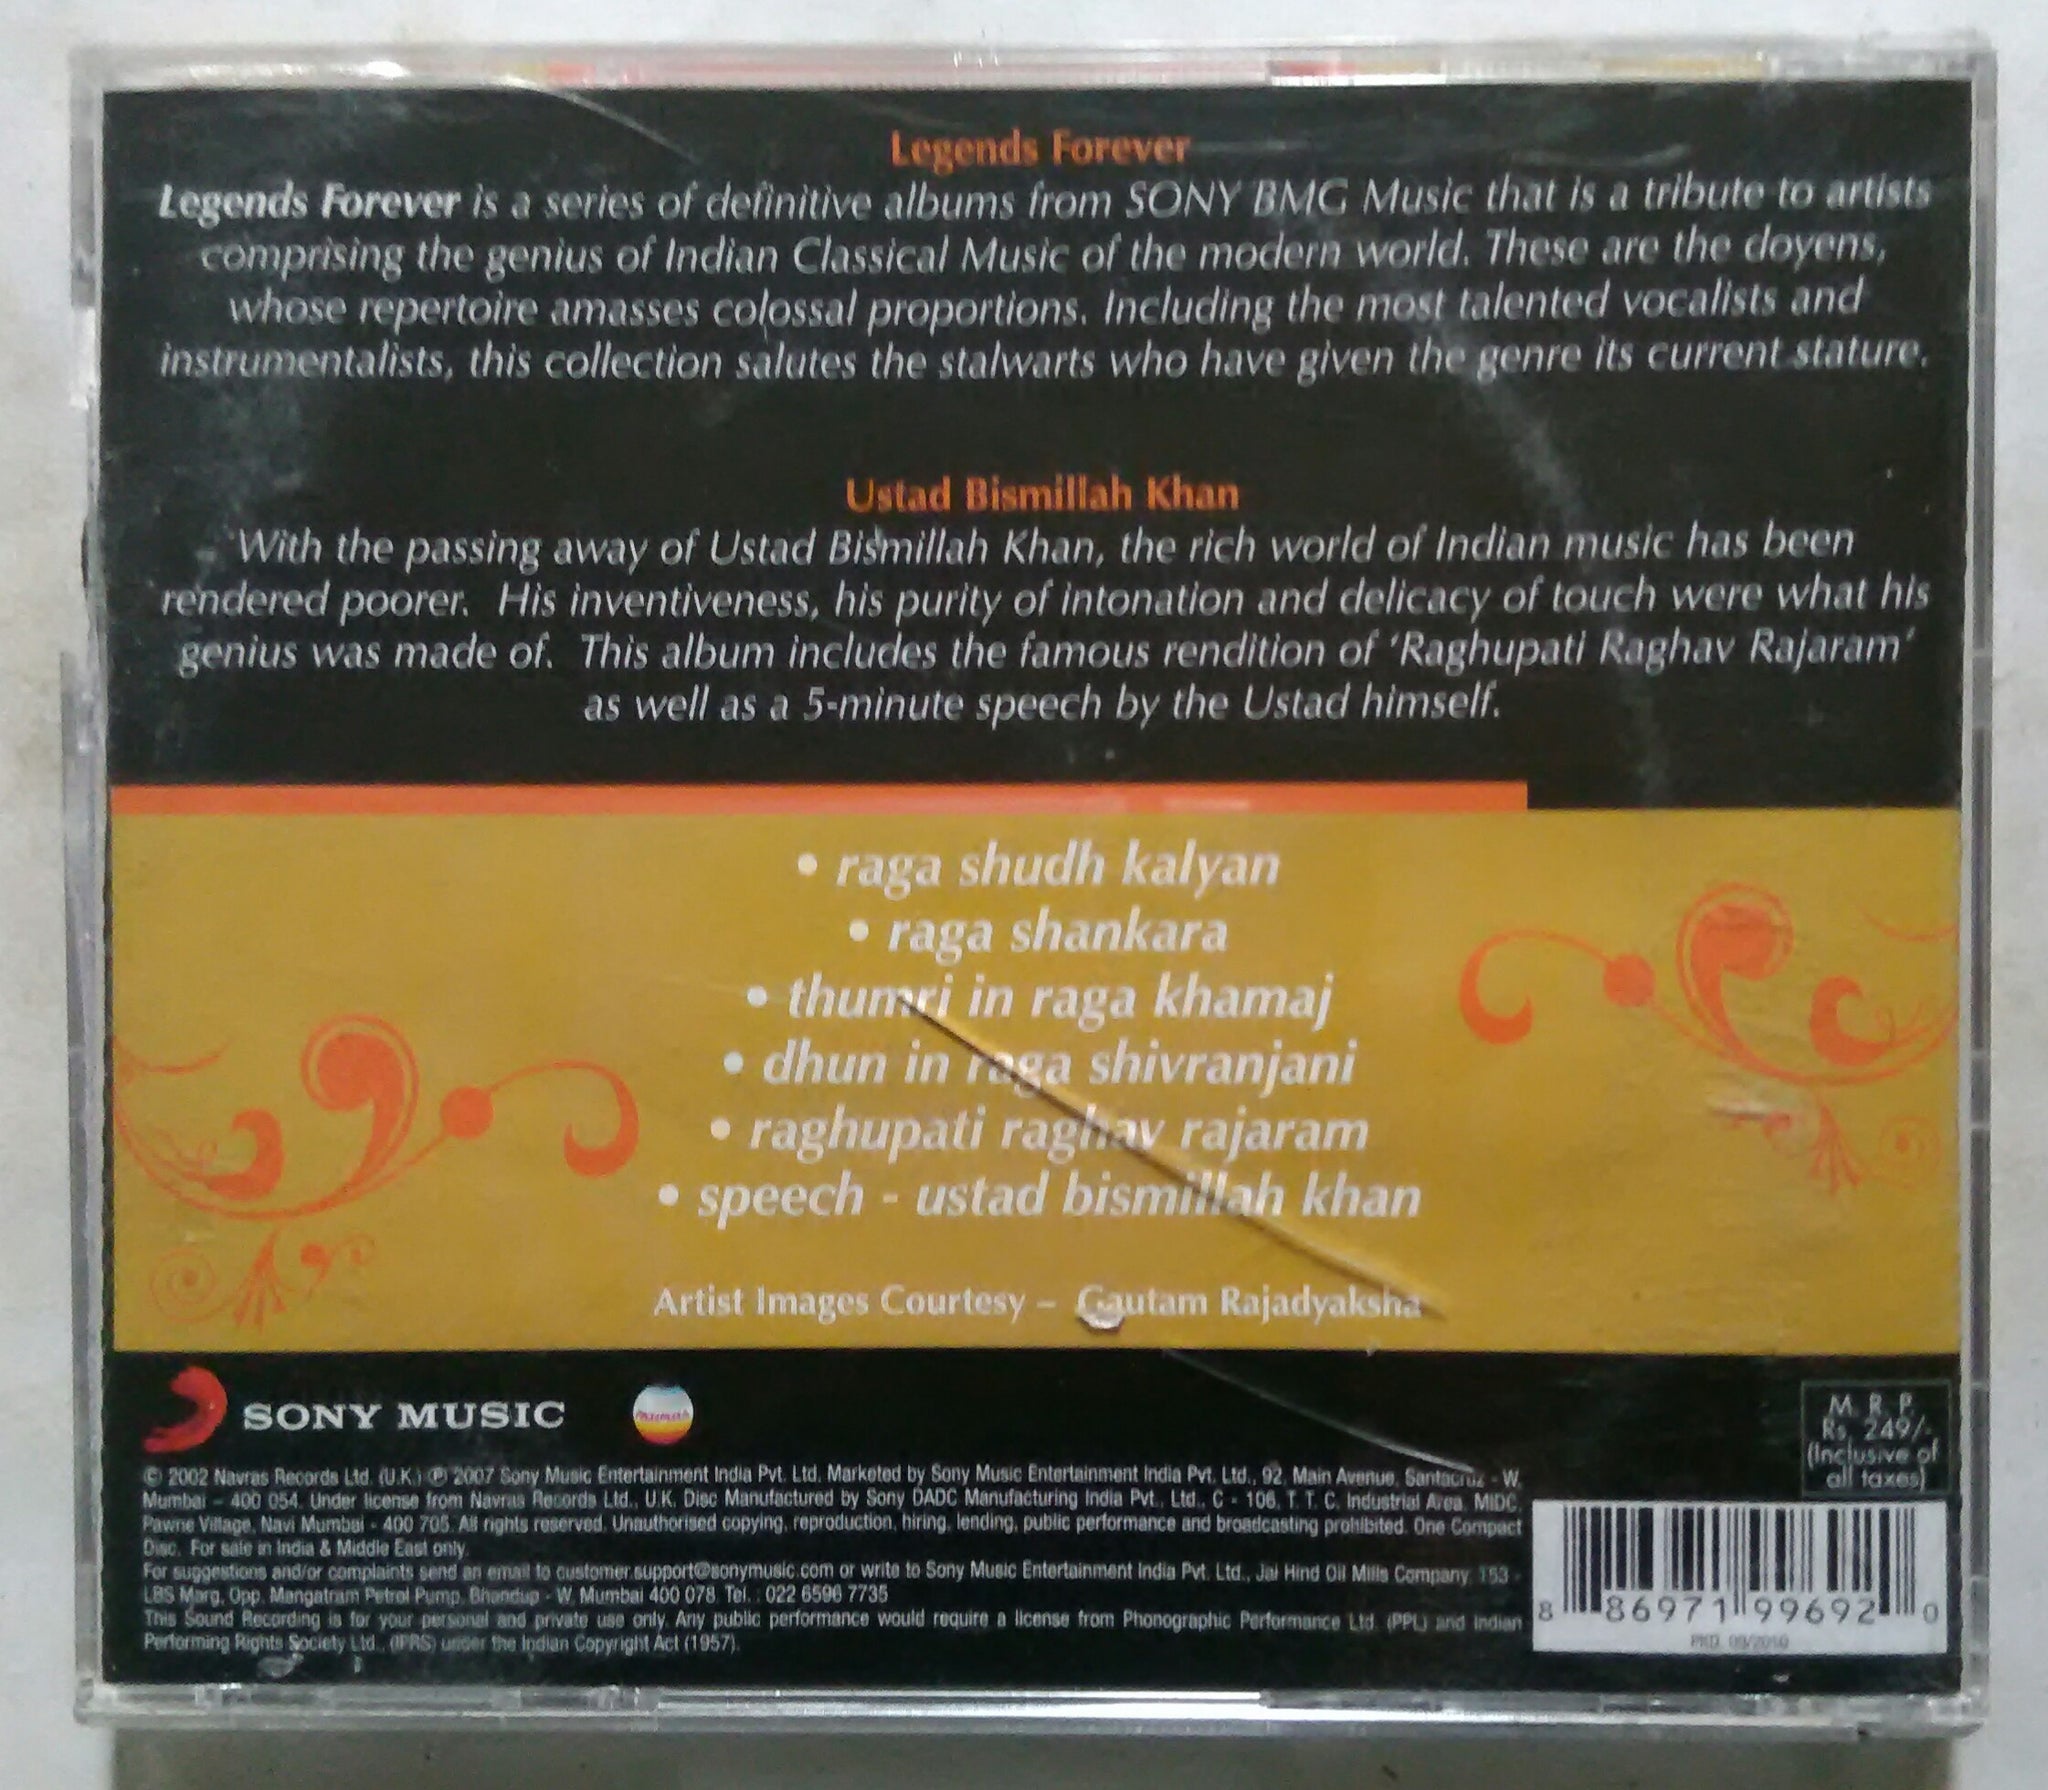 Legends Forever
Legends Forever is a series of definitive albums from SONY BMG Music that is a tribute to artists
comprising the genius of Indian Classical Music of the modern world. These are the doyens,
whose repertoire amasses colossal proportions. Including the most talented vocalists and
instrumentalists, this collection salutes the stalwarts who have given the genre its current stature.
Ustad Bismillah Khan
With the passing away of Ustad Bismillah Khan, the rich world of Indian music has been
rendered poorer. His inventiveness, his purity of intonation and delicacy of touch were what his
genius was made of. This album includes the famous rendition of ‘Raghupati Raghav Rajaram’
as well as a 5-minute speech by the Ustad himself.
• raga shudh kalyan
• raga shankara
• thumri in raga khamaj
• dhun in raga shivranjani
• raghupati raghav rajaram
• speech - ustad bismillah khan
Artist Images Courtesy – Gautam Rajadyaksha
SONY MUSIC
M. R. P.
Rs. 249/-
(Inclusive of
all taxes)
© 2002 Navras Records Ltd. (U.K.) ℗ 2007 Sony Music Entertainment India Pvt. Ltd. Marketed by Sony Music Entertainment India Pvt. Ltd., 92, Main Avenue, Santacruz - W,
Mumbai – 400 054. Under license from Navras Records Ltd., U.K. Disc Manufactured by Sony DADC Manufacturing India Pvt., Ltd., C - 106, T. T. C. Industrial Area, MIDC,
Pawne Village, Navi Mumbai - 400 705. All rights reserved. Unauthorised copying, reproduction, hiring, lending, public performance and broadcasting prohibited. One Compact
Disc. For sale in India & Middle East only.
For suggestions and/or complaints send an email to customer.support@sonymusic.com or write to Sony Music Entertainment India Pvt. Ltd., Jai Hind Oil Mills Company, 153 -
LBS Marg, Opp. Mangatram Petrol Pump, Bhandup - W. Mumbai 400 078. Tel. : 022 6596 7735
This Sound Recording is for your personal and private use only. Any public performance would require a license from Phonographic Performance Ltd. (PPL) and Indian
Performing Rights Society Ltd., (IPRS) under the Indian Copyright Act (1957).
8 86971 99692 0
PKD. 09/2010